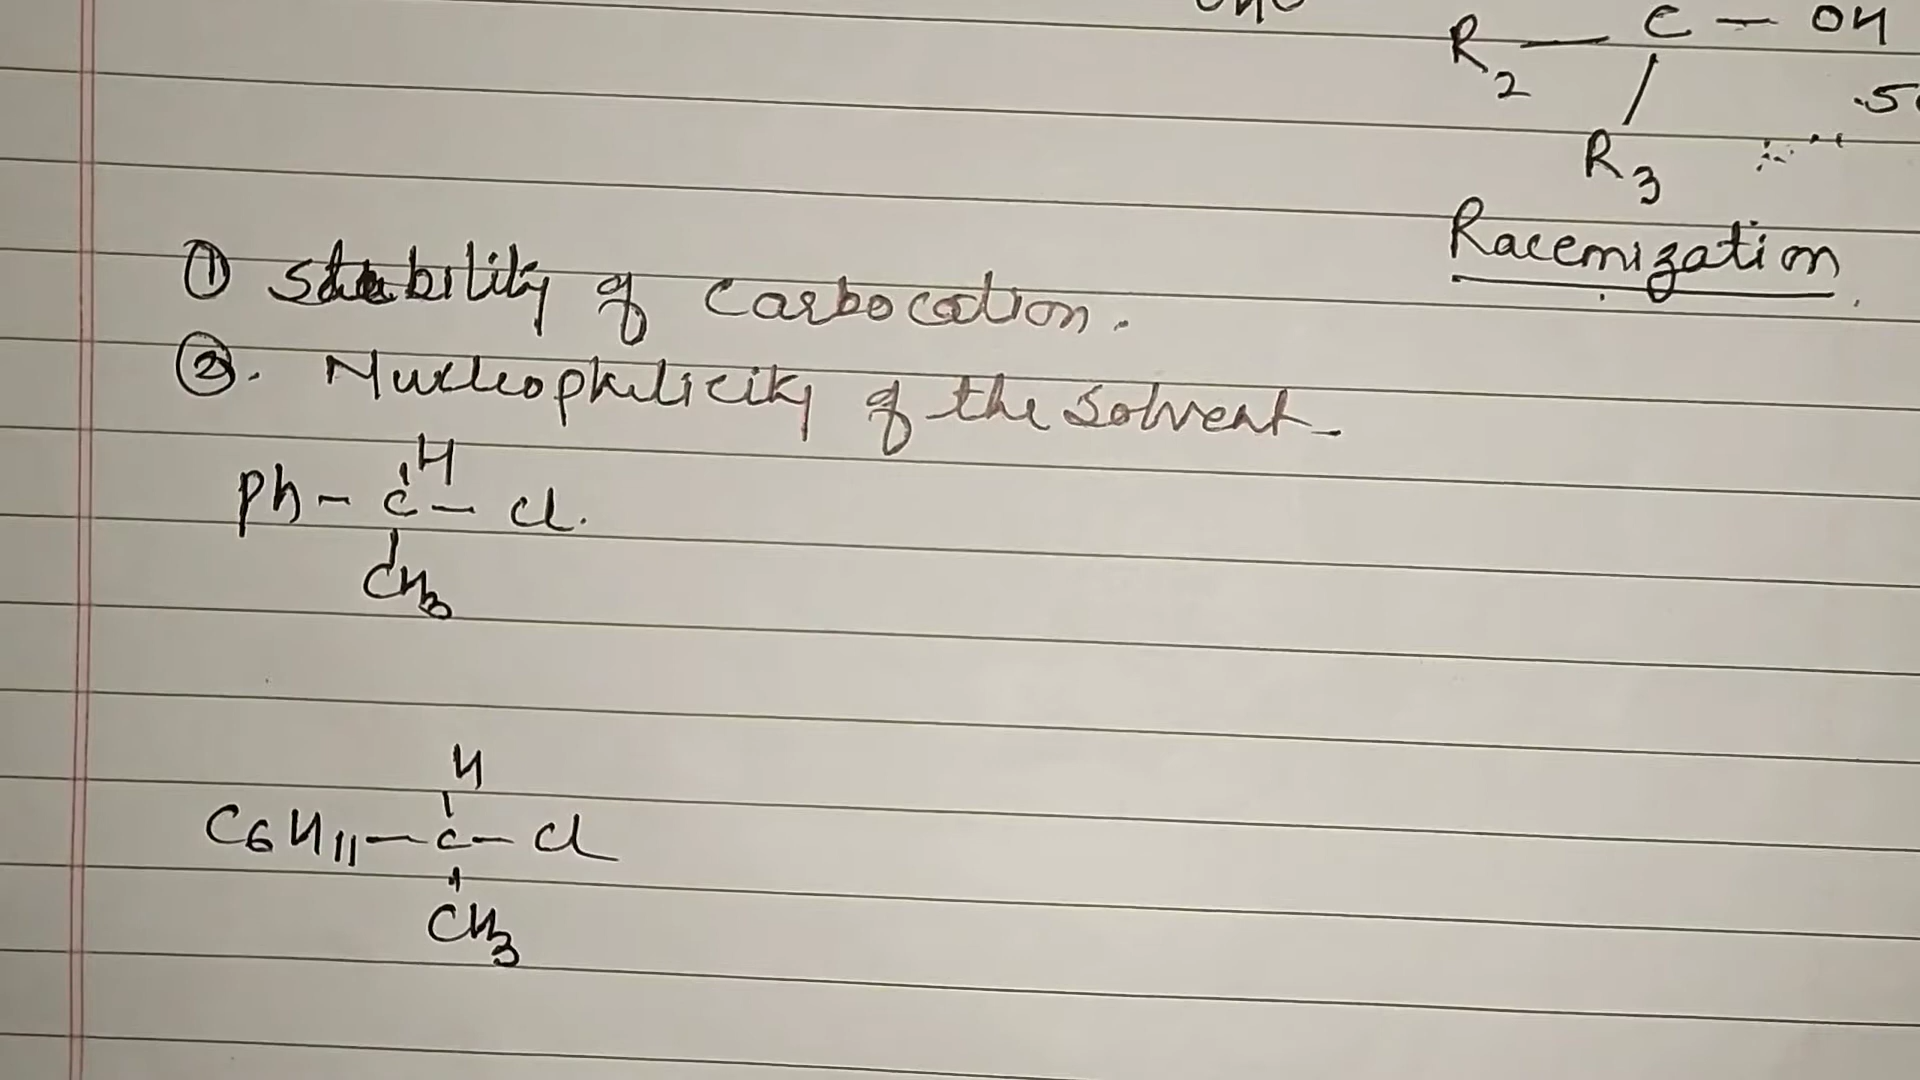 R2 — C — OH
R3
Racemization.
① Stability of Carbocation.
②. Nucleophilicity of the Solvent.
H
Ph – C – Cl.
CH3
H
C6H11 – C – Cl
CH3